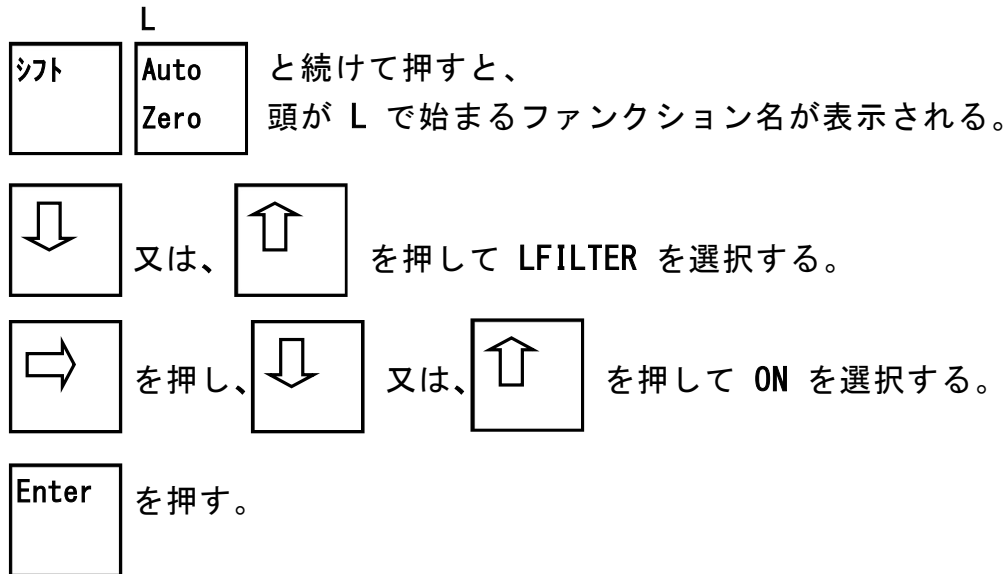 L
ｼﾌﾄ Auto Zero と続けて押すと、
頭が L で始まるファンクション名が表示される。
⇩ 又は、 ⇧ を押して LFILTER を選択する。
⇨ を押し、 ⇩ 又は、 ⇧ を押して ON を選択する。
Enter を押す。